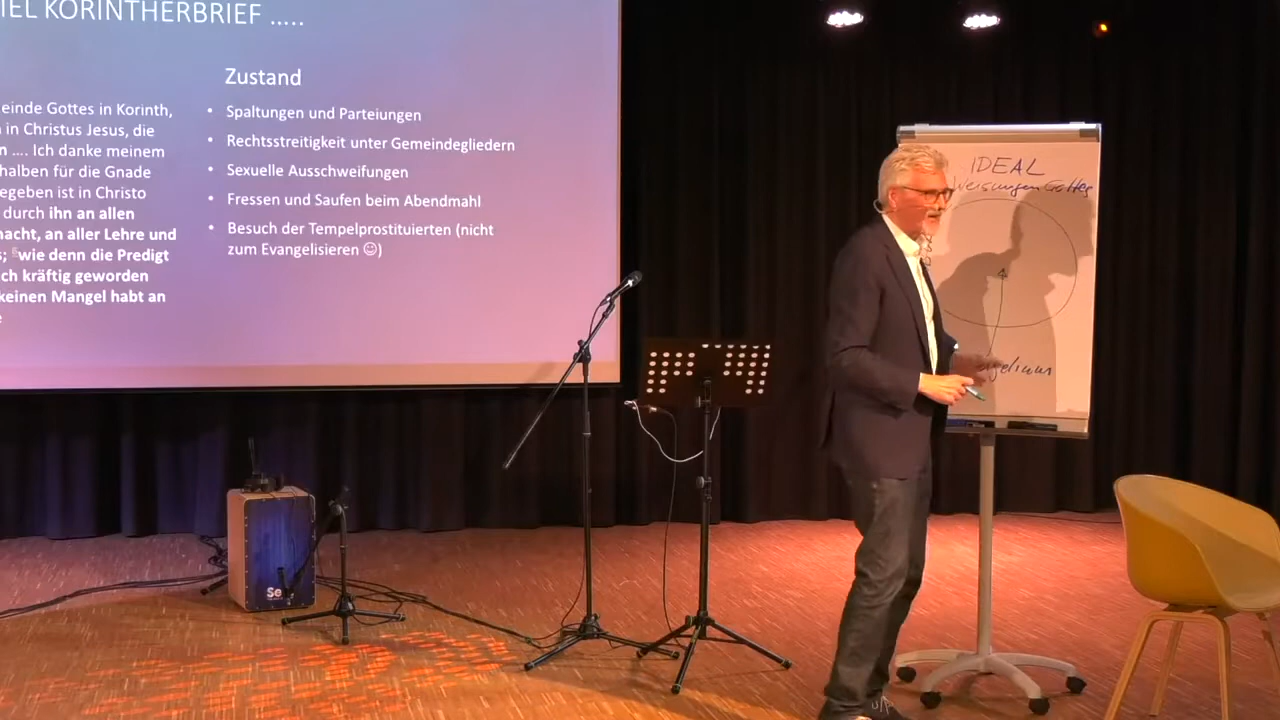 IEL KORINTHERBRIEF .....
einde Gottes in Korinth,
in Christus Jesus, die
n .... Ich danke meinem
halben für die Gnade
egeben ist in Christo
durch ihn an allen
nacht, an aller Lehre und
s; wie denn die Predigt
ch kräftig geworden
keinen Mangel habt an
e
Zustand
• Spaltungen und Parteiungen
• Rechtsstreitigkeit unter Gemeindegliedern
• Sexuelle Ausschweifungen
• Fressen und Saufen beim Abendmahl
• Besuch der Tempelprostituierten (nicht
zum Evangelisieren ☺)
IDEAL
Weisungen Gottes
ngelium
Se